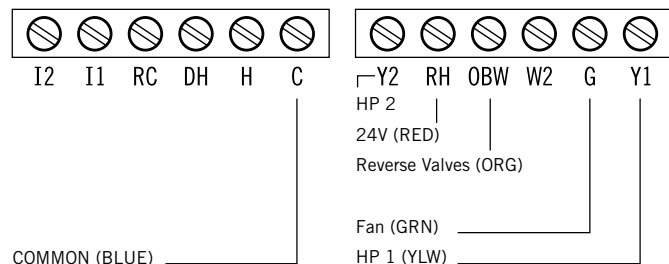 I2 I1 RC DH H C
Y2 RH OBW W2 G Y1
HP 2
24V (RED)
Reverse Valves (ORG)
Fan (GRN)
COMMON (BLUE)
HP 1 (YLW)